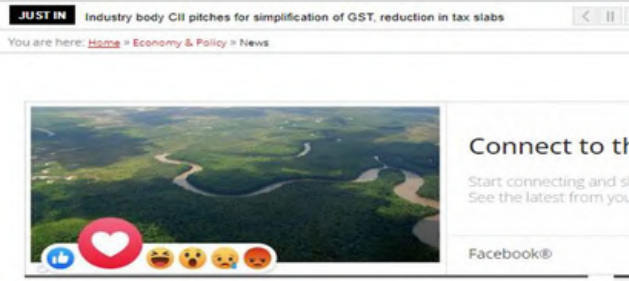 JUST IN Industry body CII pitches for simplification of GST, reduction in tax slabs
You are here: Home » Economy & Policy » News
Connect to th
Start connecting and s
See the latest from you
Facebook®